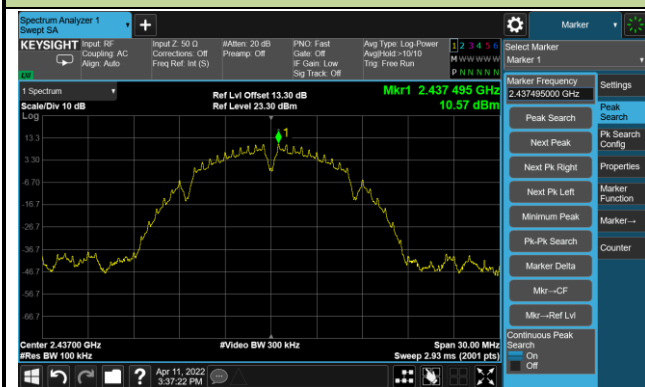 Spectrum Analyzer 1
Swept SA
+
Marker
KEYSIGHT
Input: RF
Coupling: AC
Align: Auto
Input Z: 50 Ω
Corrections: Off
Freq Ref: Int (S)
#Atten: 20 dB
Preamp: Off
PNO: Fast
Gate: Off
IF Gain: Low
Sig Track: Off
Avg Type: Log-Power
Avg|Hold >10/10
Trig: Free Run
1 2 3 4 5 6
M W W W W W
P N N N N N
Select Marker
Marker 1
1 Spectrum
Scale/Div 10 dB
Log
Ref Lvl Offset 13.30 dB
Ref Level 23.30 dBm
Mkr1 2.437 495 GHz
10.57 dBm
1
13.3
3.30
-6.70
-16.7
-26.7
-36.7
-46.7
-56.7
-66.7
Center 2.43700 GHz
#Res BW 100 kHz
#Video BW 300 kHz
Span 30.00 MHz
Sweep 2.93 ms (2001 pts)
Marker Frequency
2.437495000 GHz
Peak Search
Next Peak
Next Pk Right
Next Pk Left
Minimum Peak
Pk-Pk Search
Marker Delta
Mkr→CF
Mkr→Ref Lvl
Continuous Peak
Search
On
Off
Settings
Peak
Search
Pk Search
Config
Properties
Marker
Function
Marker→
Counter
?
Apr 11, 2022
3:37:22 PM